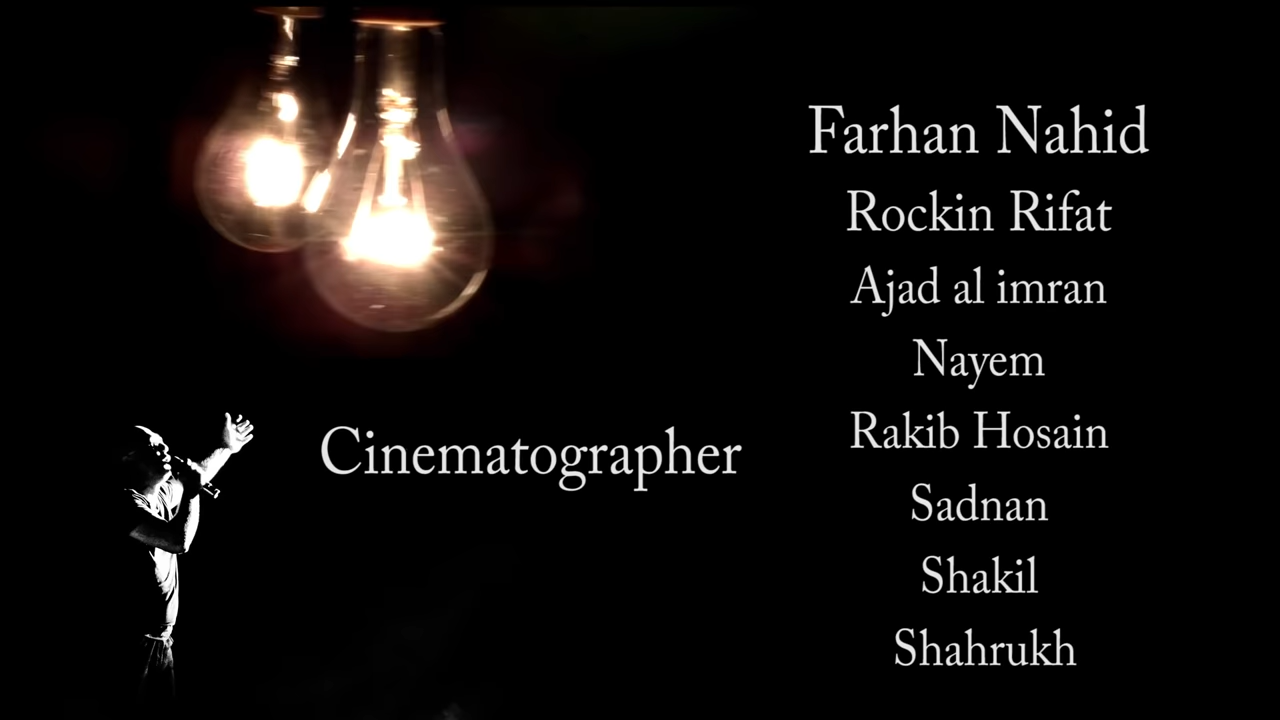 Cinematographer
Farhan Nahid
Rockin Rifat
Ajad al imran
Nayem
Rakib Hosain
Sadnan
Shakil
Shahrukh